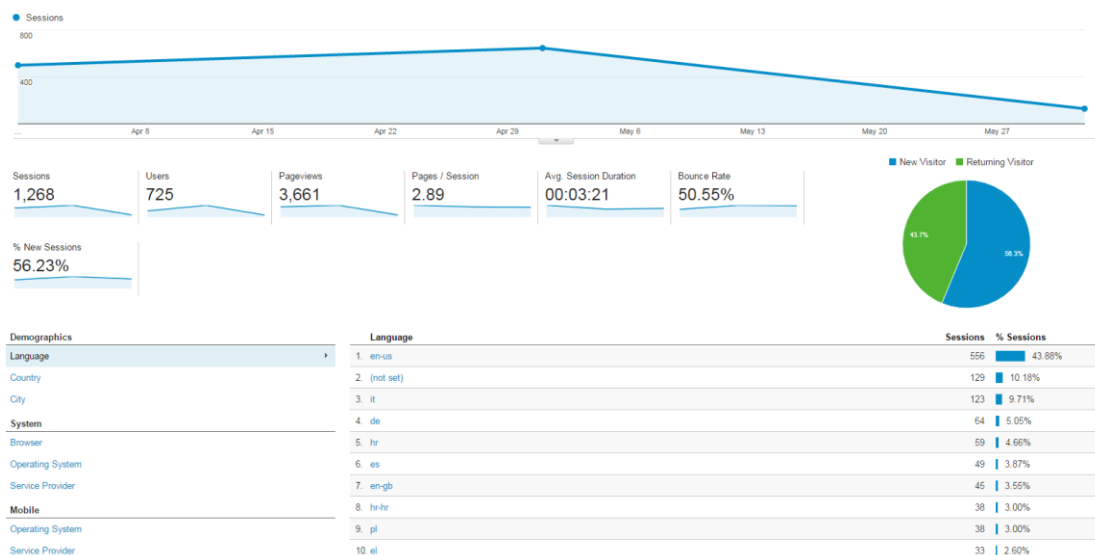 Sessions
800
400
... Apr 8 Apr 15 Apr 22 Apr 29 May 6 May 13 May 20 May 27
New Visitor Returning Visitor
Sessions Users Pageviews Pages / Session Avg. Session Duration Bounce Rate
1,268 725 3,661 2.89 00:03:21 50.55%
43.7%
56.3%
% New Sessions
56.23%
Demographics Language Sessions % Sessions
Language 1. en-us 556 43.88%
Country 2. (not set) 129 10.18%
City 3. it 123 9.71%
System 4. de 64 5.05%
Browser 5. hr 59 4.66%
Operating System 6. es 49 3.87%
Service Provider 7. en-gb 45 3.55%
Mobile 8. hr-hr 38 3.00%
Operating System 9. pl 38 3.00%
Service Provider 10. el 33 2.60%